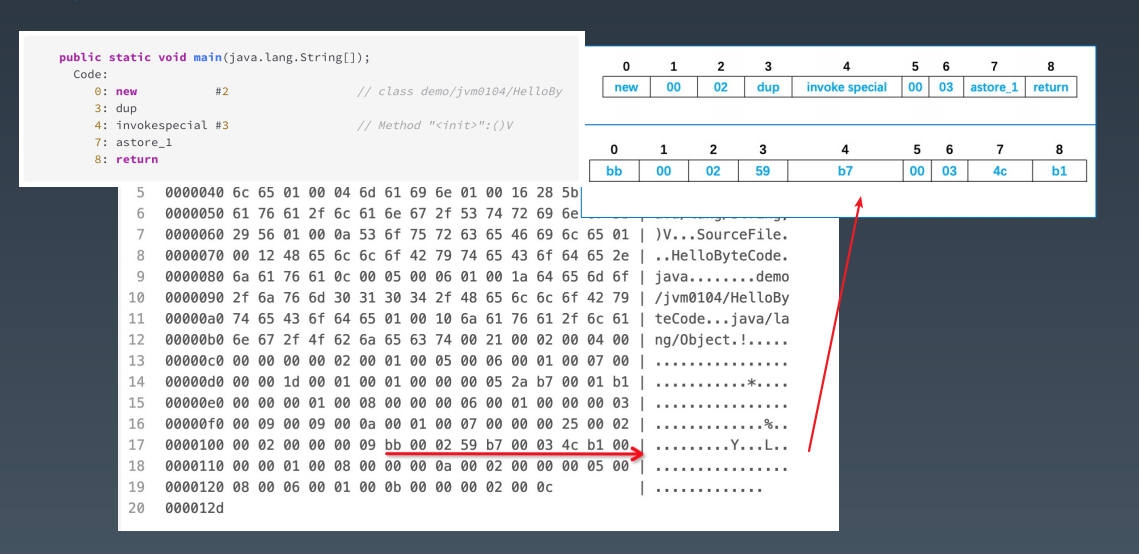 public static void main(java.lang.String[]);
Code:
0: new #2 // class demo/jvm0104/HelloBy
3: dup
4: invokespecial #3 // Method "<init>":()V
7: astore_1
8: return
0 1 2 3 4 5 6 7 8
new 00 02 dup invoke special 00 03 astore_1 return
0 1 2 3 4 5 6 7 8
bb 00 02 59 b7 00 03 4c b1
5 0000040 6c 65 01 00 04 6d 61 69 6e 01 00 16 28 5b
6 0000050 61 76 61 2f 6c 61 6e 67 2f 53 74 72 69 6e
7 0000060 29 56 01 00 0a 53 6f 75 72 63 65 46 69 6c 65 01 | )V...SourceFile.
8 0000070 00 12 48 65 6c 6c 6f 42 79 74 65 43 6f 64 65 2e | ..HelloByteCode.
9 0000080 6a 61 76 61 0c 00 05 00 06 01 00 1a 64 65 6d 6f | java........demo
10 0000090 2f 6a 76 6d 30 31 30 34 2f 48 65 6c 6c 6f 42 79 | /jvm0104/HelloBy
11 00000a0 74 65 43 6f 64 65 01 00 10 6a 61 76 61 2f 6c 61 | teCode...java/la
12 00000b0 6e 67 2f 4f 62 6a 65 63 74 00 21 00 02 00 04 00 | ng/Object.!.....
13 00000c0 00 00 00 00 02 00 01 00 05 00 06 00 01 00 07 00 | ................
14 00000d0 00 00 1d 00 01 00 01 00 00 00 05 2a b7 00 01 b1 | ...........*....
15 00000e0 00 00 00 01 00 08 00 00 00 06 00 01 00 00 00 03 | ................
16 00000f0 00 09 00 09 00 0a 00 01 00 07 00 00 00 25 00 02 | .............%..
17 0000100 00 02 00 00 00 09 bb 00 02 59 b7 00 03 4c b1 00 | .........Y...L..
18 0000110 00 00 01 00 08 00 00 00 0a 00 02 00 00 00 05 00 | ................
19 0000120 08 00 06 00 01 00 0b 00 00 00 02 00 0c | .............
20 000012d